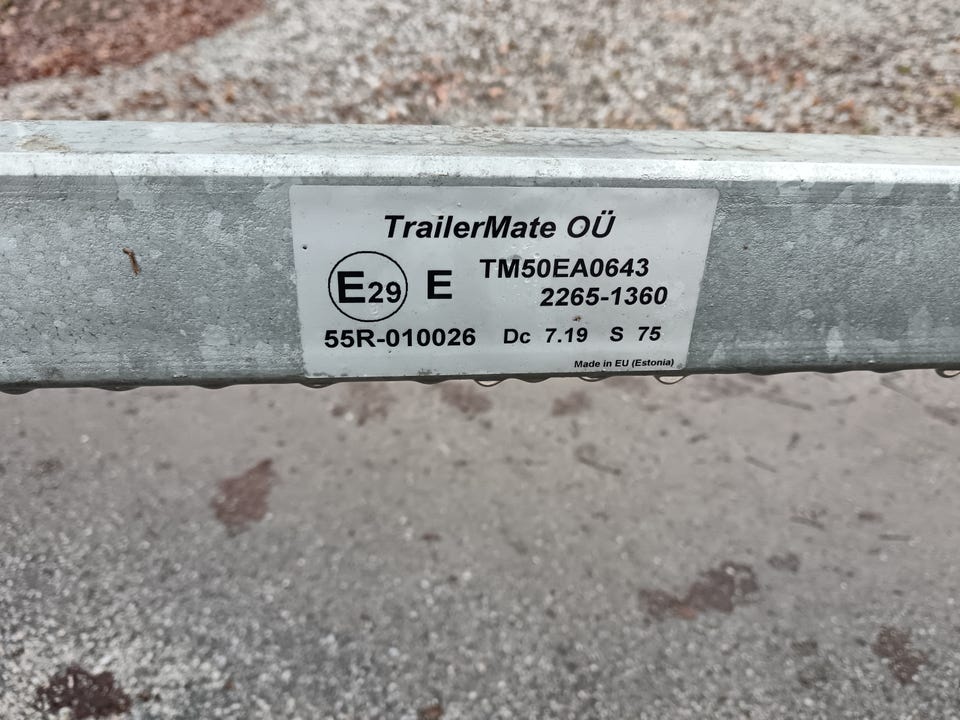 TrailerMate OÜ
E29 E TM50EA0643
2265-1360
55R-010026 Dc 7.19 S 75
Made in EU (Estonia)